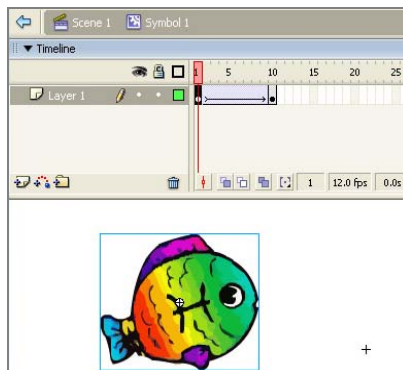 Scene 1 Symbol 1
Timeline
1 5 10 15 20 25
Layer 1
1 12.0 fps 0.0s